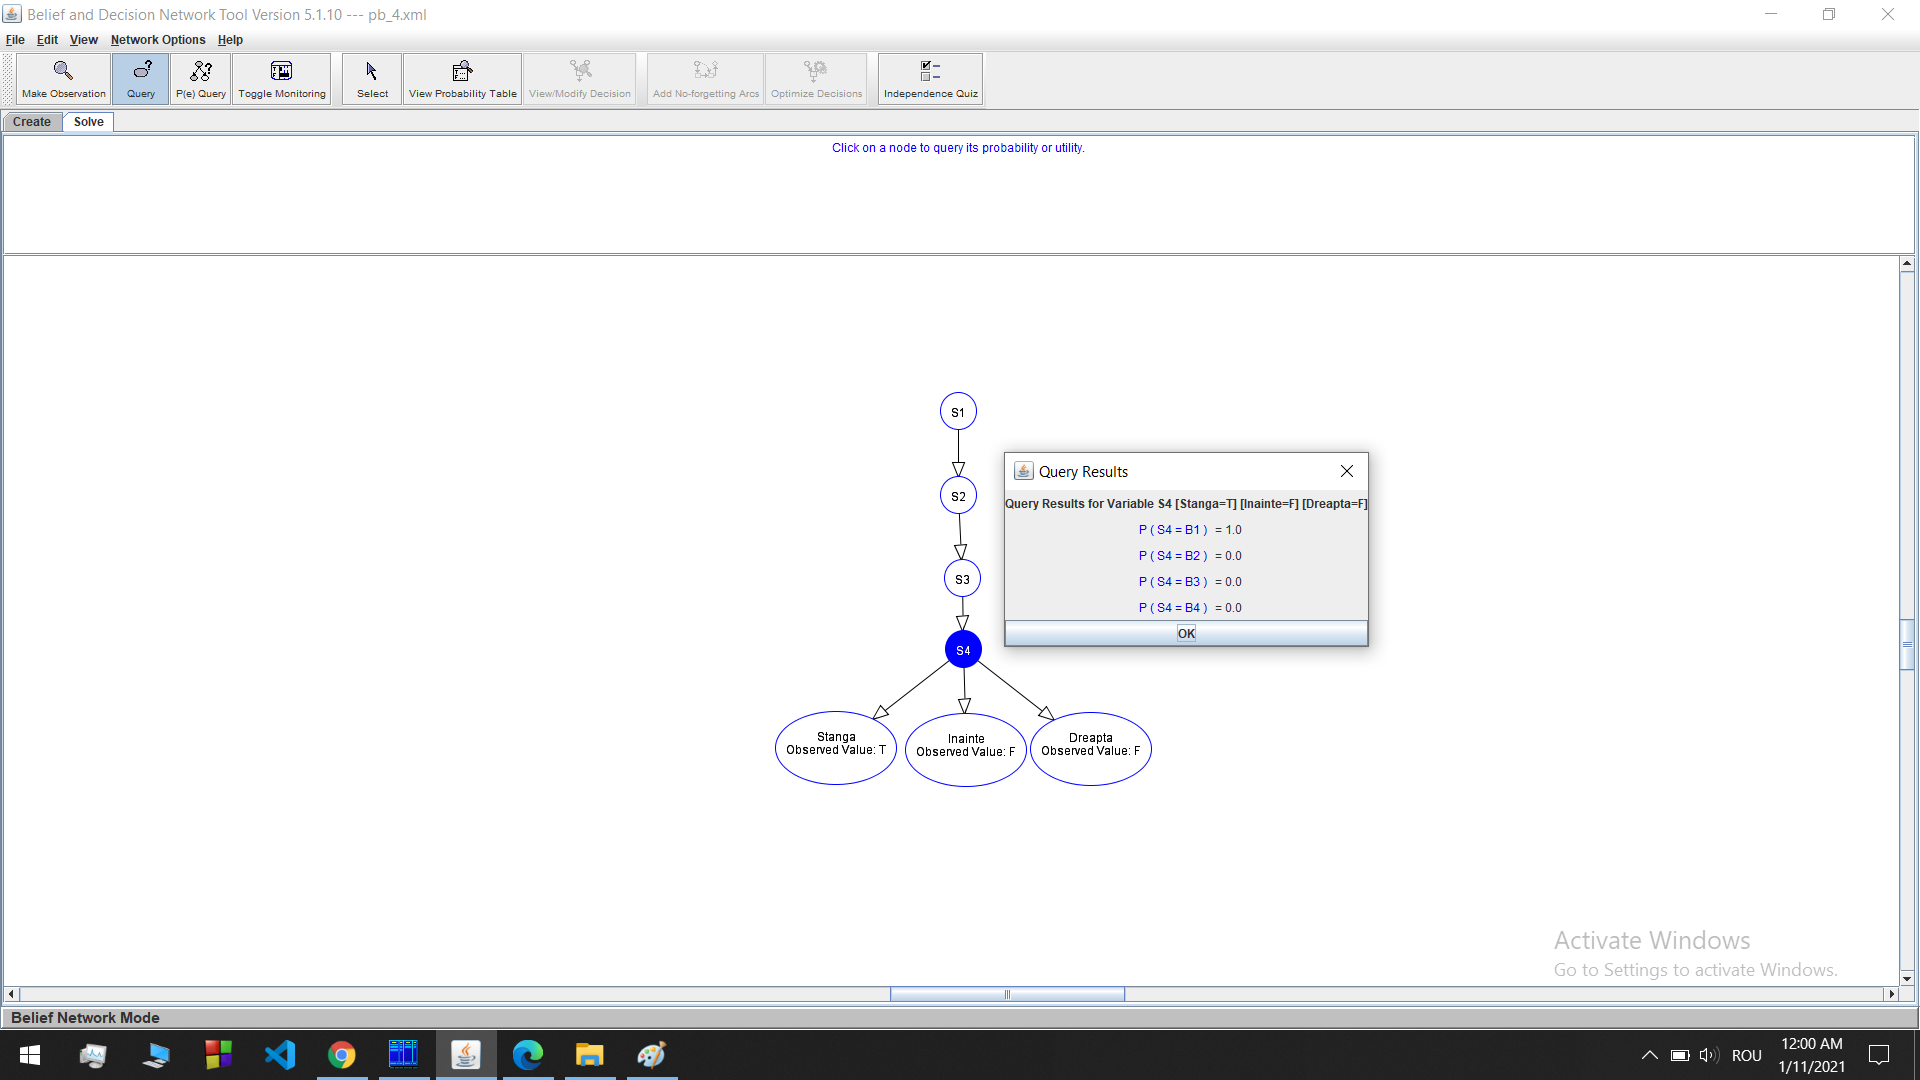 Belief and Decision Network Tool Version 5.1.10 --- pb_4.xml
File Edit View Network Options Help
Make Observation Query P(e) Query Toggle Monitoring Select View Probability Table View/Modify Decision Add No-forgetting Arcs Optimize Decisions Independence Quiz
Create Solve
Click on a node to query its probability or utility.
S1
S2
S3
S4
Stanga
Observed Value: T
Inainte
Observed Value: F
Dreapta
Observed Value: F
Query Results
Query Results for Variable S4 [Stanga=T] [Inainte=F] [Dreapta=F]
P ( S4 = B1 ) = 1.0
P ( S4 = B2 ) = 0.0
P ( S4 = B3 ) = 0.0
P ( S4 = B4 ) = 0.0
OK
Activate Windows
Go to Settings to activate Windows.
Belief Network Mode
ROU
12:00 AM
1/11/2021